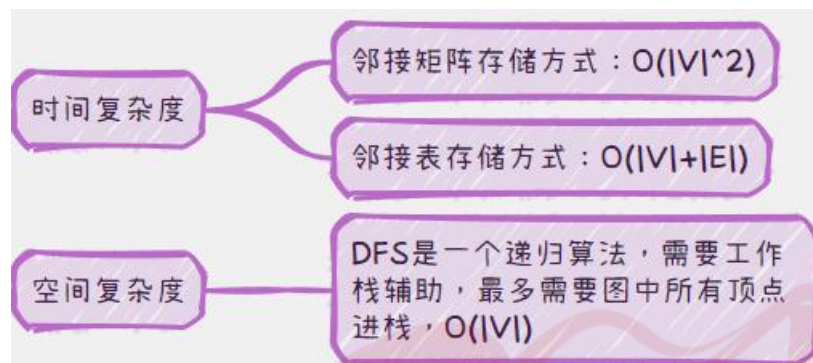 时间复杂度
邻接矩阵存储方式：O(|V|^2)
邻接表存储方式：O(|V|+|E|)
空间复杂度
DFS是一个递归算法，需要工作
栈辅助，最多需要图中所有顶点
进栈，O(|V|)